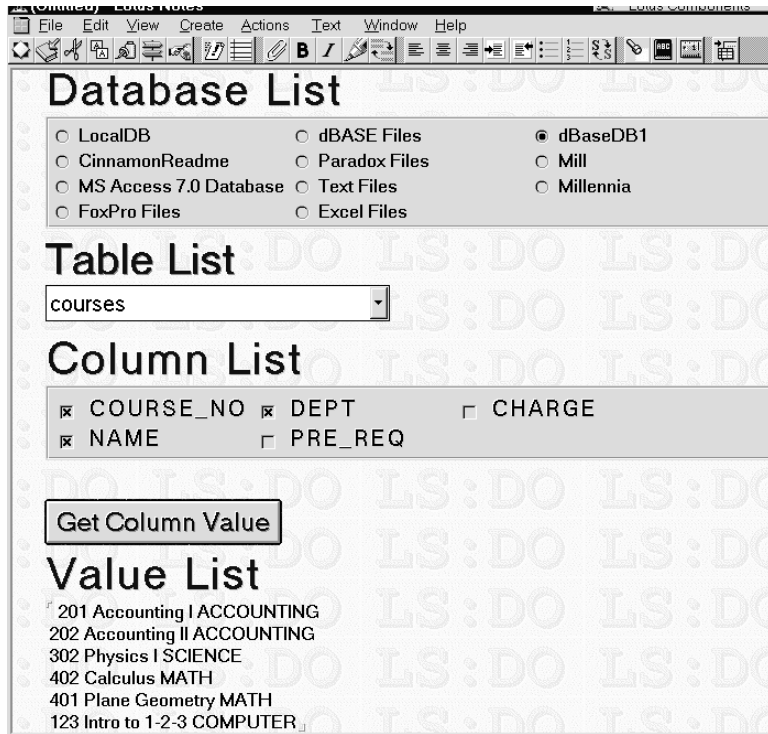 (Untitled) - Lotus Notes
Lotus Components
File Edit View Create Actions Text Window Help
Database List
LocalDB dBASE Files dBaseDB1
CinnamonReadme Paradox Files Mill
MS Access 7.0 Database Text Files Millennia
FoxPro Files Excel Files
Table List
courses
Column List
COURSE_NO DEPT CHARGE
NAME PRE_REQ
Get Column Value
Value List
201 Accounting I ACCOUNTING
202 Accounting II ACCOUNTING
302 Physics I SCIENCE
402 Calculus MATH
401 Plane Geometry MATH
123 Intro to 1-2-3 COMPUTER